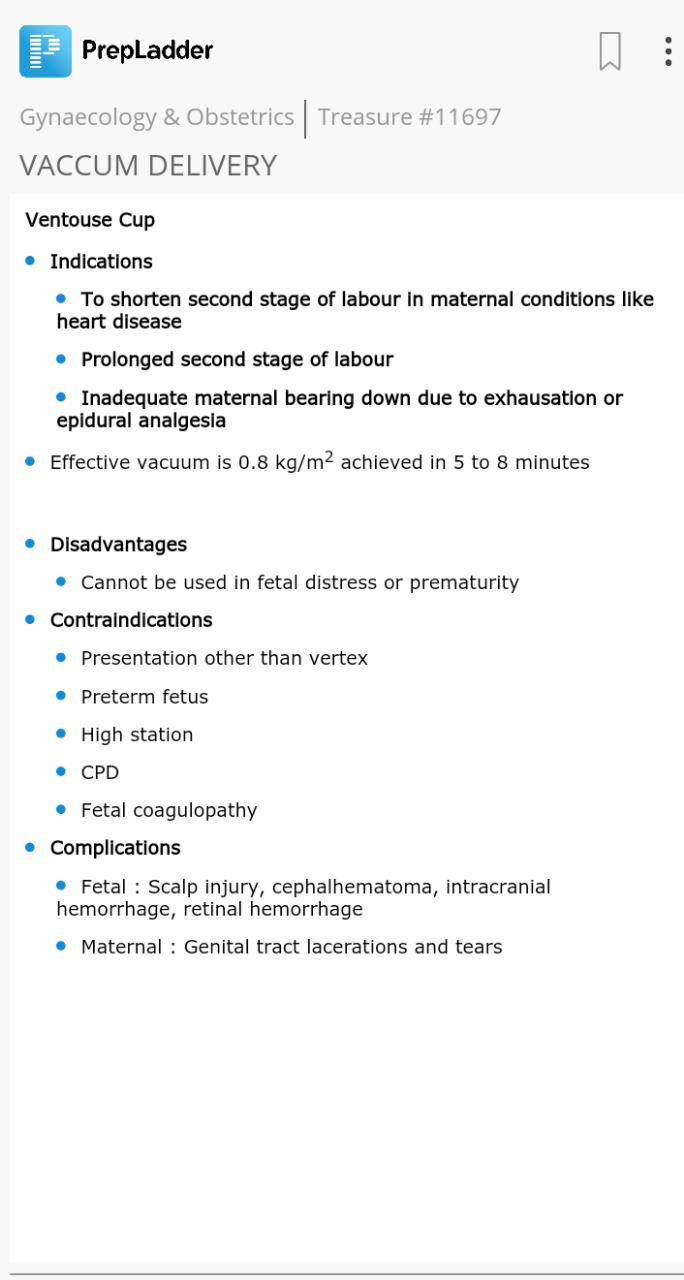 PrepLadder
Gynaecology & Obstetrics | Treasure #11697
VACCUM DELIVERY
Ventouse Cup
• Indications
• To shorten second stage of labour in maternal conditions like
heart disease
• Prolonged second stage of labour
• Inadequate maternal bearing down due to exhausation or
epidural analgesia
• Effective vacuum is 0.8 kg/m² achieved in 5 to 8 minutes
• Disadvantages
• Cannot be used in fetal distress or prematurity
• Contraindications
• Presentation other than vertex
• Preterm fetus
• High station
• CPD
• Fetal coagulopathy
• Complications
• Fetal : Scalp injury, cephalhematoma, intracranial
hemorrhage, retinal hemorrhage
• Maternal : Genital tract lacerations and tears